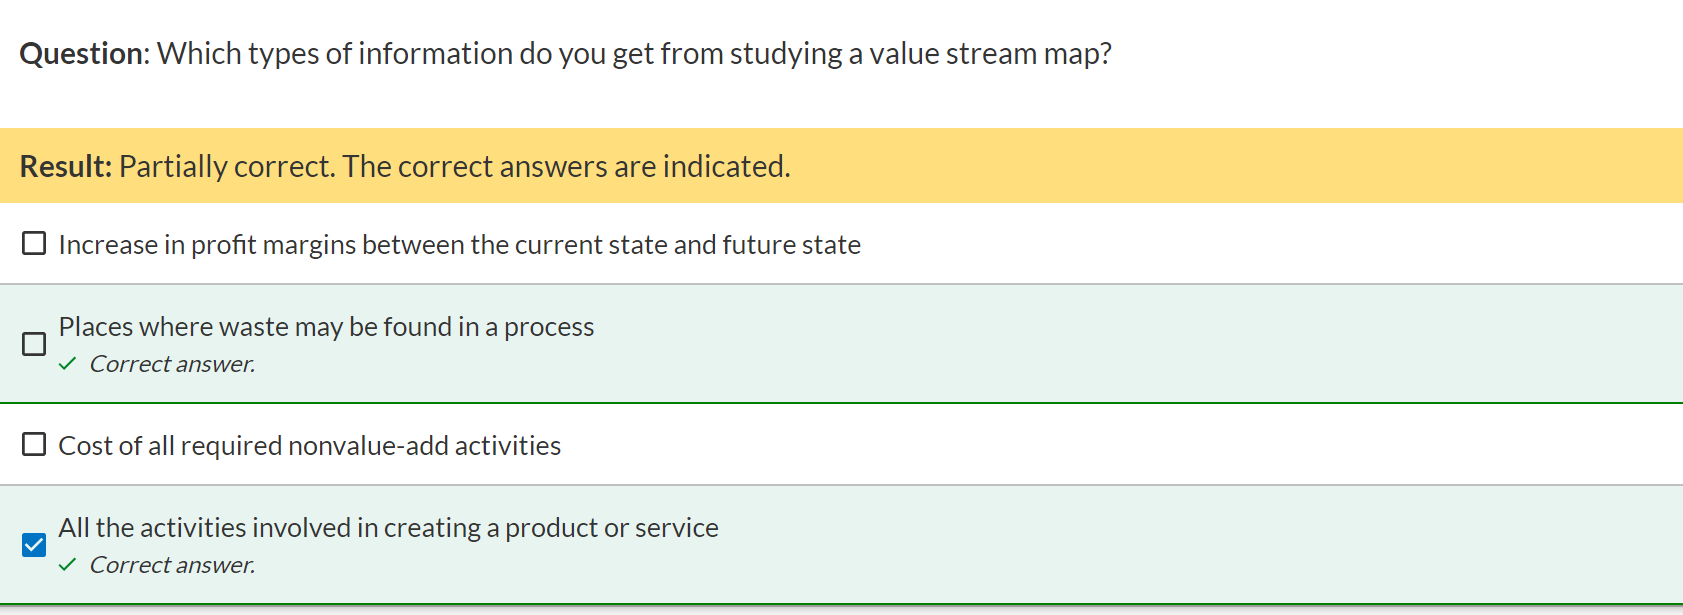 Question: Which types of information do you get from studying a value stream map?
Result: Partially correct. The correct answers are indicated.
Increase in profit margins between the current state and future state
Places where waste may be found in a process
Correct answer.
Cost of all required nonvalue-add activities
All the activities involved in creating a product or service
Correct answer.